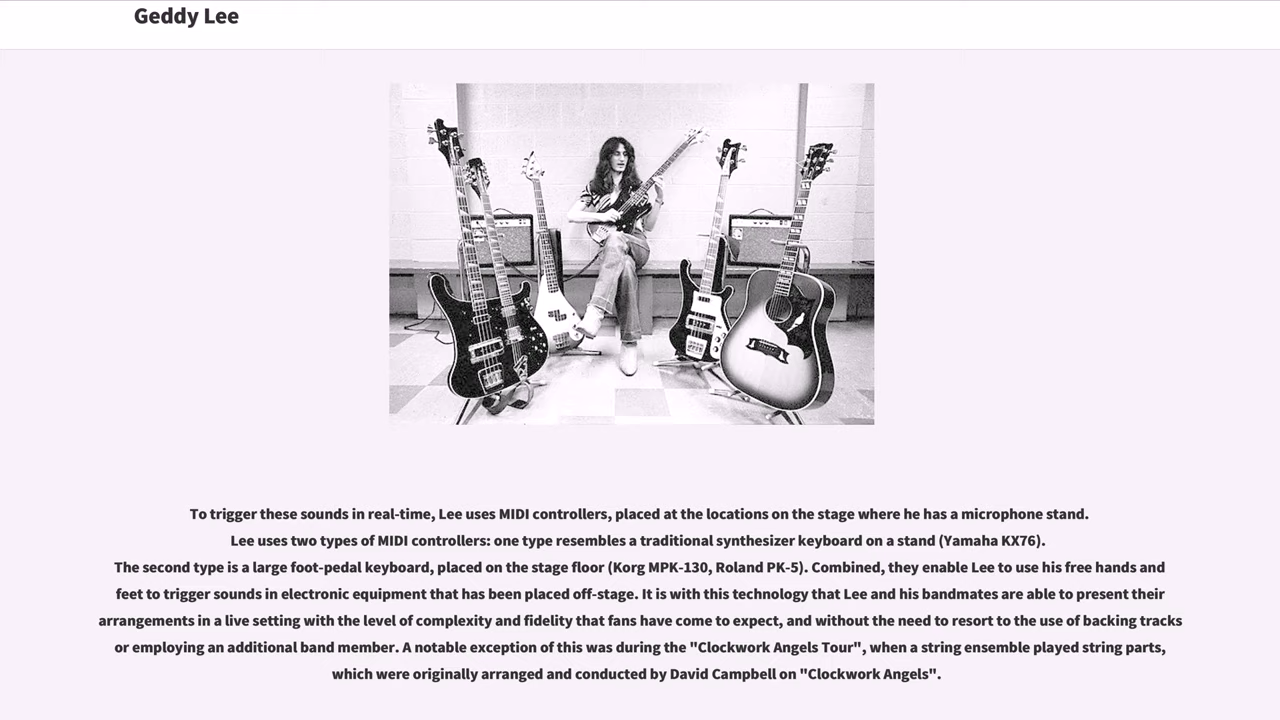 Geddy Lee
To trigger these sounds in real-time, Lee uses MIDI controllers, placed at the locations on the stage where he has a microphone stand.
Lee uses two types of MIDI controllers: one type resembles a traditional synthesizer keyboard on a stand (Yamaha KX76).
The second type is a large foot-pedal keyboard, placed on the stage floor (Korg MPK-130, Roland PK-5). Combined, they enable Lee to use his free hands and
feet to trigger sounds in electronic equipment that has been placed off-stage. It is with this technology that Lee and his bandmates are able to present their
arrangements in a live setting with the level of complexity and fidelity that fans have come to expect, and without the need to resort to the use of backing tracks
or employing an additional band member. A notable exception of this was during the "Clockwork Angels Tour", when a string ensemble played string parts,
which were originally arranged and conducted by David Campbell on "Clockwork Angels".